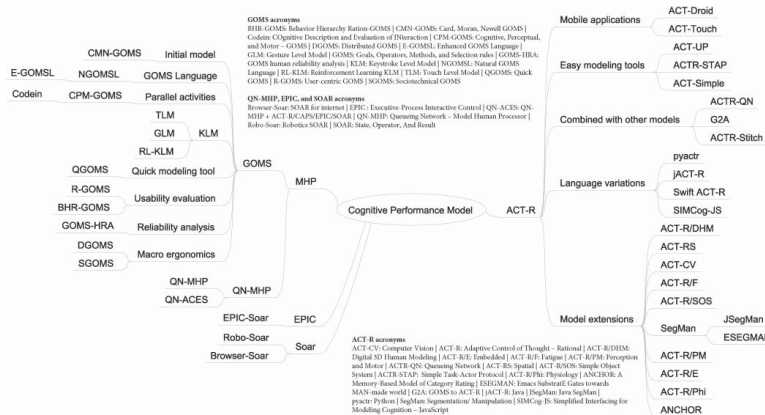 GOMS acronyms
BHR-GOMS: Behavior Hierarchy Ration-GOMS | CMN-GOMS: Card, Moran, Newell GOMS |
Codein: COgnitive Description and Evaluation of INteraction | CPM-GOMS: Cognitive, Perceptual,
and Motor – GOMS | DGOMS: Distributed GOMS | E-GOMSL: Enhanced GOMS Language |
GLM: Gesture Level Model | GOMS: Goals, Operators, Methods, and Selection rules | GOMS-HRA:
GOMS human reliability analysis | KLM: Keystroke Level Model | NGOMSL: Natural GOMS
Language | RL-KLM: Reinforcement Learning KLM | TLM: Touch Level Model | QGOMS: Quick
GOMS | R-GOMS: User-centric GOMS | SGOMS: Sociotechnical GOMS
QN-MHP, EPIC, and SOAR acronyms
Browser-Soar: SOAR for internet | EPIC : Executive-Process Interactive Control | QN-ACES: QN-
MHP + ACT-R/CAPS/EPIC/SOAR | QN-MHP: Queueing Network – Model Human Processor |
Robo-Soar: Robotics SOAR | SOAR: State, Operator, And Result
CMN-GOMS
Initial model
E-GOMSL
NGOMSL
GOMS Language
Codein
CPM-GOMS
Parallel activities
TLM
GLM
RL-KLM
KLM
QGOMS
Quick modeling tool
R-GOMS
BHR-GOMS
Usability evaluation
GOMS-HRA
Reliability analysis
DGOMS
SGOMS
Macro ergonomics
GOMS
QN-MHP
QN-ACES
QN-MHP
MHP
EPIC-Soar
EPIC
Robo-Soar
Browser-Soar
Soar
Cognitive Performance Model
ACT-R
Mobile applications
ACT-Droid
ACT-Touch
Easy modeling tools
ACT-UP
ACTR-STAP
ACT-Simple
Combined with other models
ACTR-QN
G2A
ACTR-Stitch
Language variations
pyactr
jACT-R
Swift ACT-R
SIMCog-JS
Model extensions
ACT-R/DHM
ACT-RS
ACT-CV
ACT-R/F
ACT-R/SOS
SegMan
JSegMan
ESEGMAN
ACT-R/PM
ACT-R/E
ACT-R/Phi
ANCHOR
ACT-R acronyms
ACT-CV: Computer Vision | ACT-R: Adaptive Control of Thought – Rational | ACT-R/DHM:
Digital 3D Human Modeling | ACT-R/E: Embedded | ACT-R/F: Fatigue | ACT-R/PM: Perception
and Motor | ACTR-QN: Queueing Network | ACT-RS: Spatial | ACT-R/SOS: Simple Object
System | ACTR-STAP: Simple Task-Actor Protocol | ACT-R/Phi: Physiology | ANCHOR: A
Memory-Based Model of Category Rating | ESEGMAN: Emacs SubstratE Gates towards
MAN-made world | G2A: GOMS to ACT-R | jACT-R: Java | JSegMan: Java SegMan |
pyactr: Python | SegMan: Segmentation/ Manipulation | SIMCog-JS: Simplified Interfacing for
Modeling Cognition – JavaScript